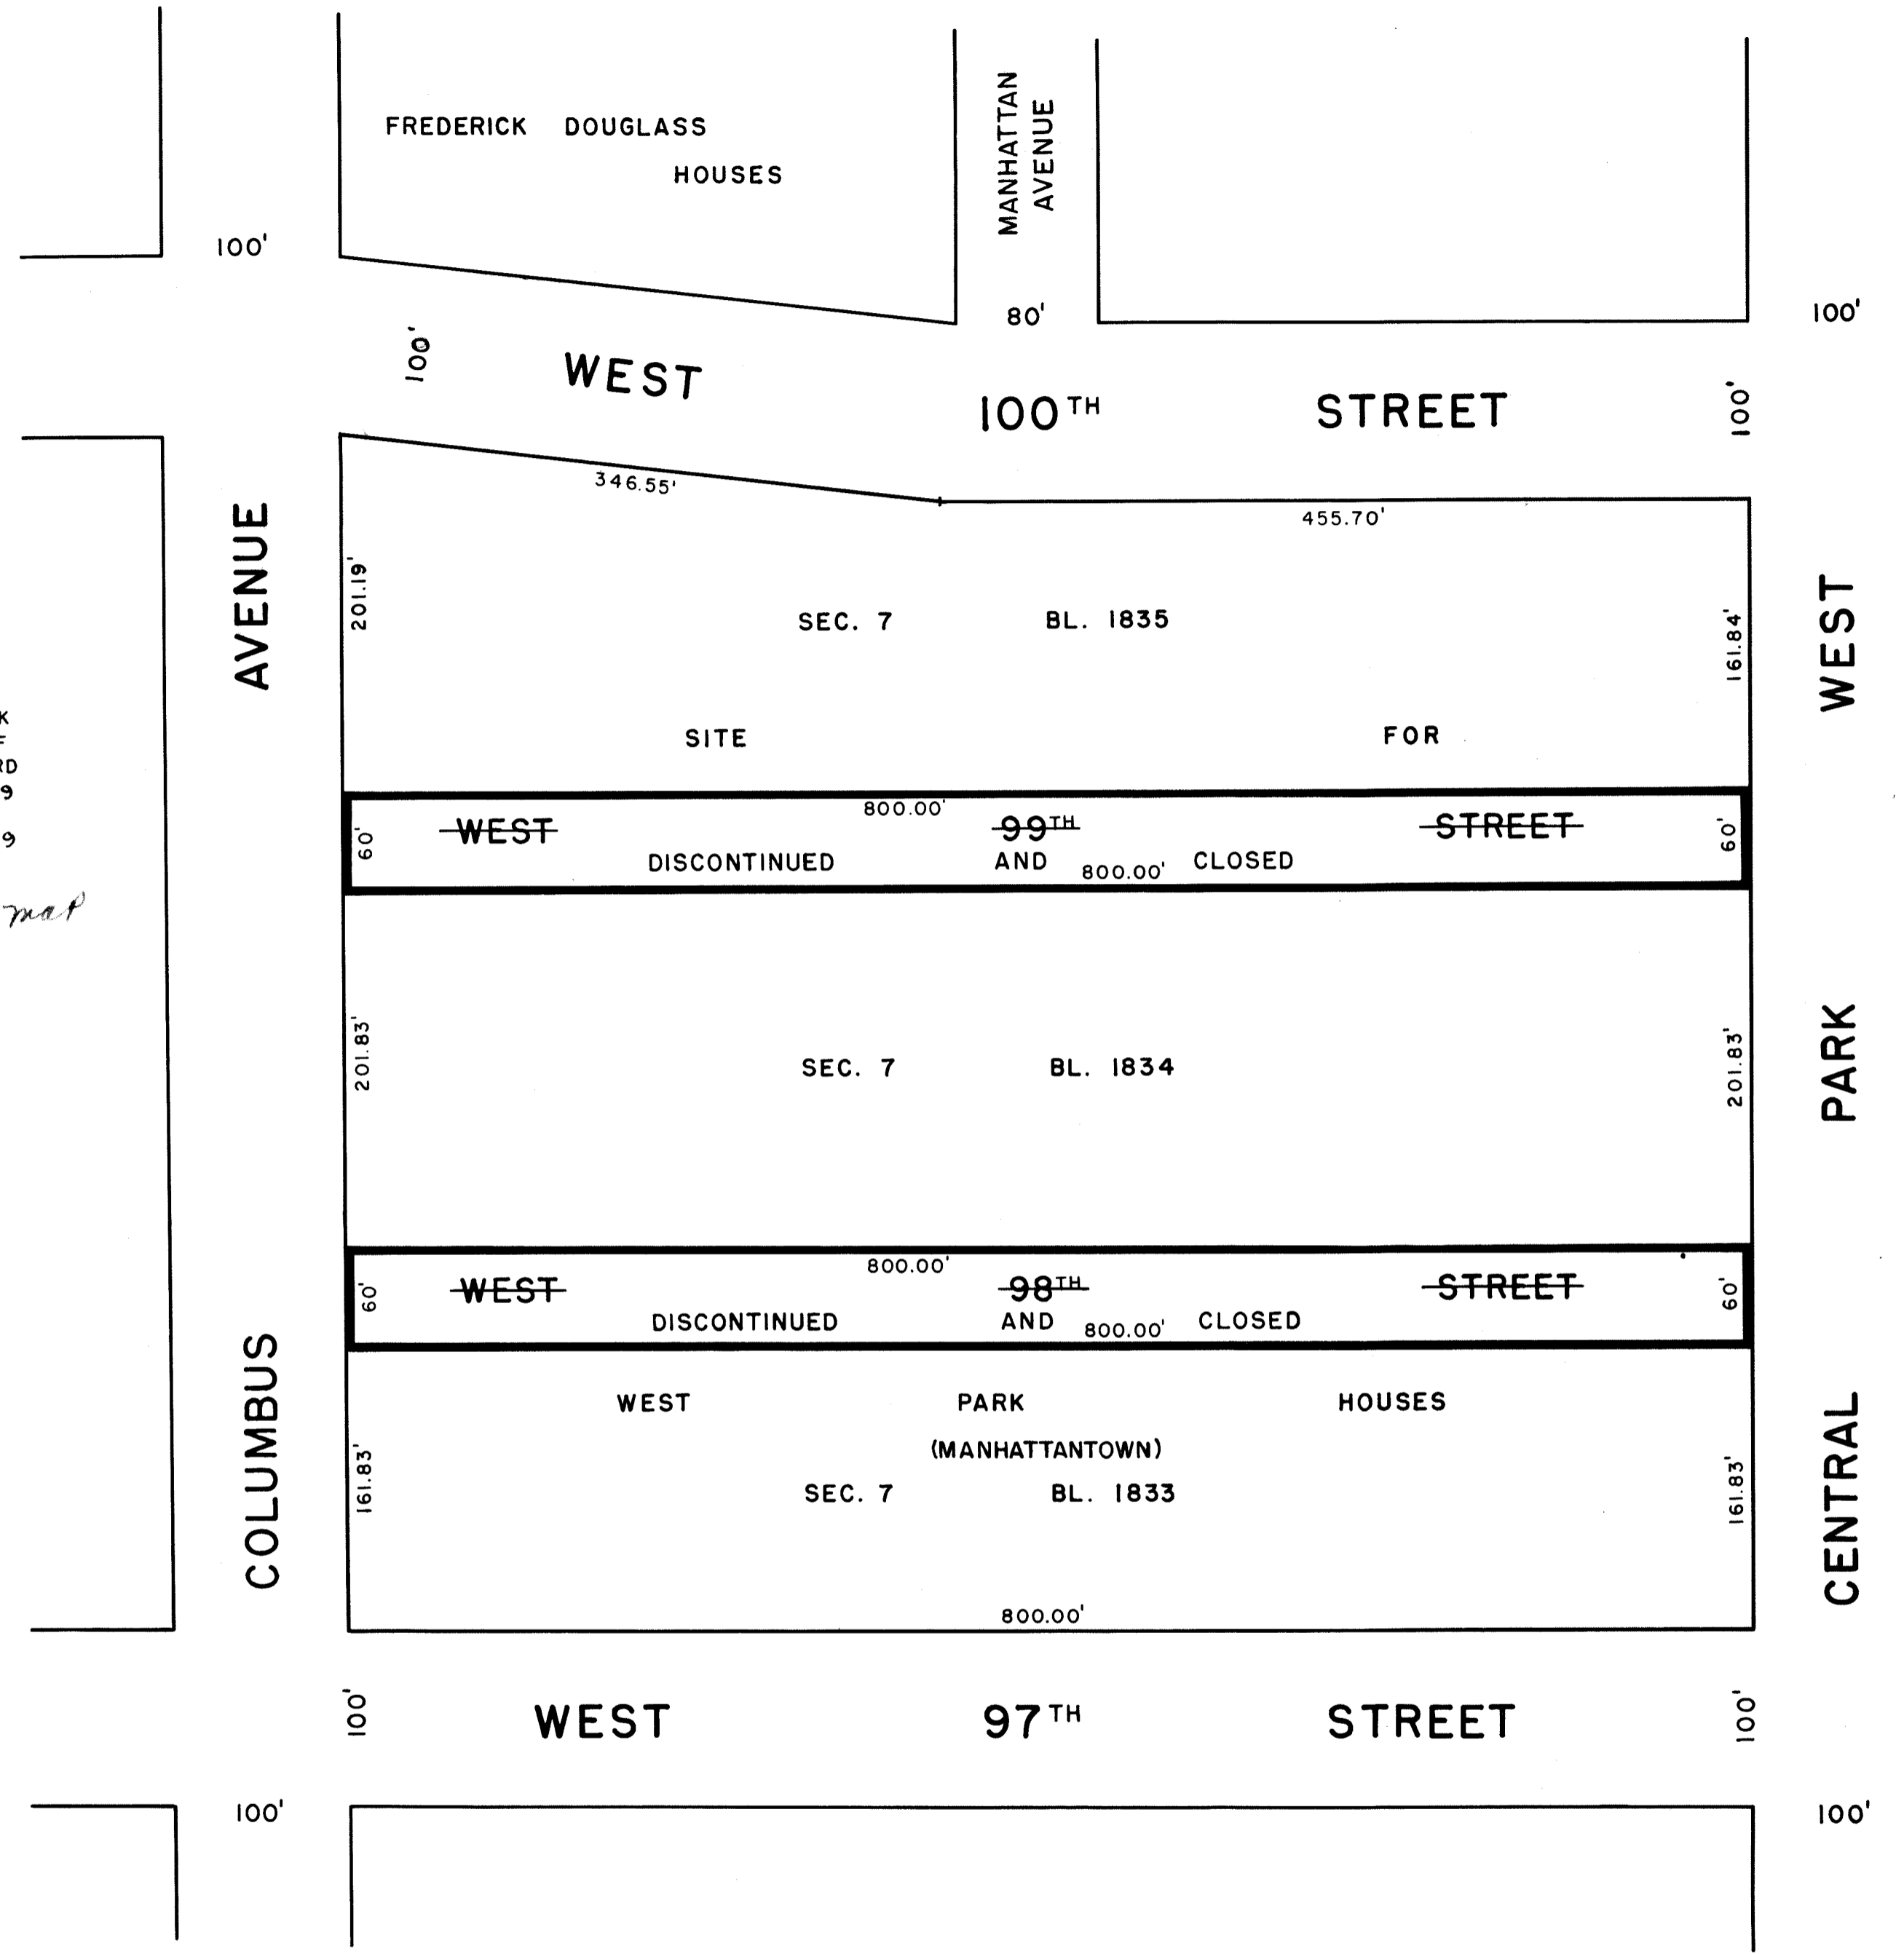 FREDERICK DOUGLASS
HOUSES
MANHATTAN
AVENUE
100'
80'
100'
100'
WEST 100TH STREET
100'
346.55'
455.70'
AVENUE
201.19'
SEC. 7 BL. 1835
161.84'
WEST
SITE FOR
K
F
RD
9
9
map
800.00'
60'
WEST 99TH STREET
60'
DISCONTINUED AND 800.00' CLOSED
201.83'
SEC. 7 BL. 1834
201.83'
PARK
800.00'
60'
WEST 98TH STREET
60'
DISCONTINUED AND 800.00' CLOSED
COLUMBUS
WEST PARK HOUSES
(MANHATTANTOWN)
161.83'
SEC. 7 BL. 1833
161.83'
CENTRAL
800.00'
100'
WEST 97TH STREET
100'
100'
100'